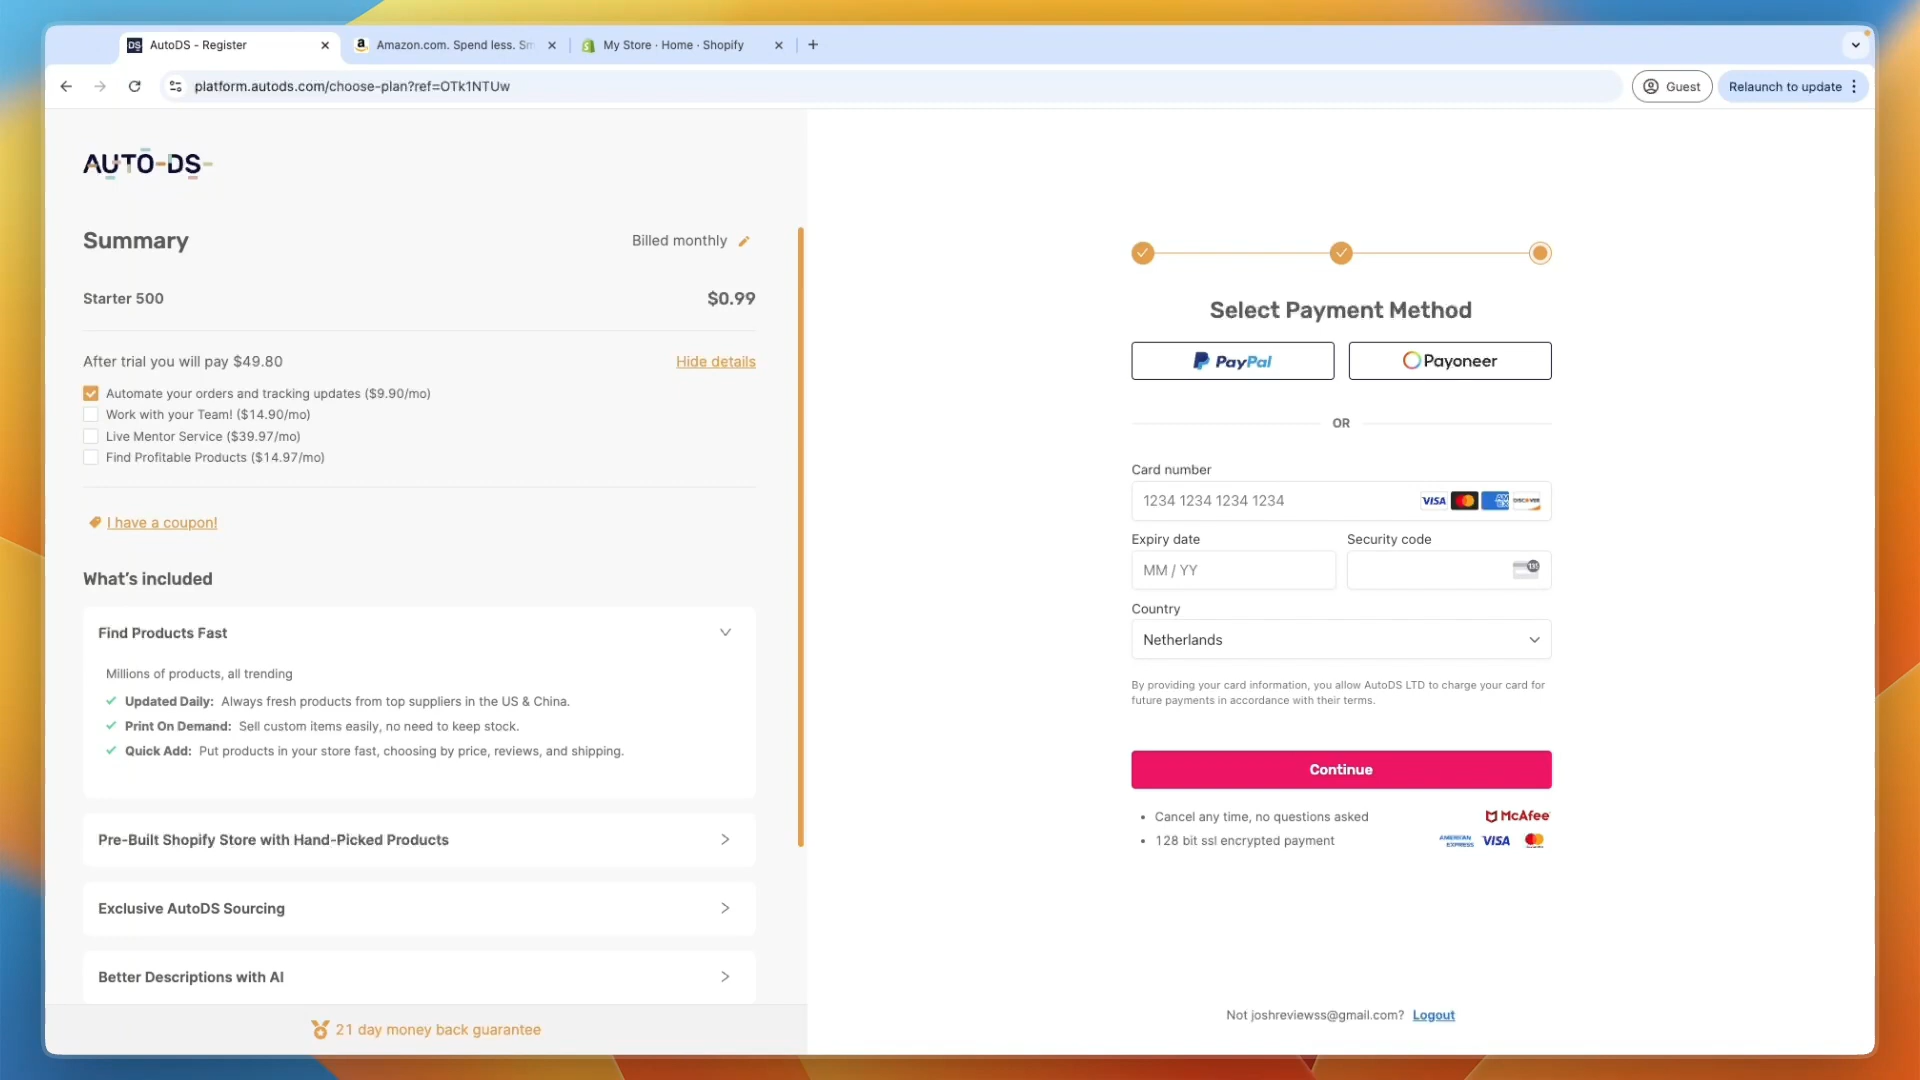 AutoDS - Register
Amazon.com. Spend less. Sm
My Store · Home · Shopify
platform.autods.com/choose-plan?ref=OTk1NTUw
Guest
Relaunch to update
AUTO-DS-
Summary
Billed monthly
Starter 500
$0.99
After trial you will pay $49.80
Hide details
Automate your orders and tracking updates ($9.90/mo)
Work with your Team! ($14.90/mo)
Live Mentor Service ($39.97/mo)
Find Profitable Products ($14.97/mo)
I have a coupon!
What's included
Find Products Fast
Millions of products, all trending
Updated Daily: Always fresh products from top suppliers in the US & China.
Print On Demand: Sell custom items easily, no need to keep stock.
Quick Add: Put products in your store fast, choosing by price, reviews, and shipping.
Pre-Built Shopify Store with Hand-Picked Products
Exclusive AutoDS Sourcing
Better Descriptions with AI
21 day money back guarantee
Select Payment Method
PayPal
Payoneer
OR
Card number
1234 1234 1234 1234
VISA
AMEX
DISCOVER
Expiry date
Security code
MM / YY
Country
Netherlands
By providing your card information, you allow AutoDS LTD to charge your card for
future payments in accordance with their terms.
Continue
• Cancel any time, no questions asked
McAfee
• 128 bit ssl encrypted payment
AMERICAN
EXPRESS
VISA
Not joshreviewss@gmail.com? Logout